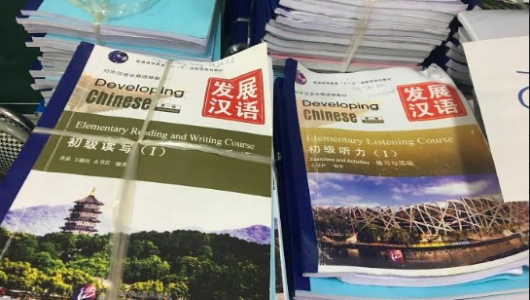 Developing
Chinese
发展
汉语
Elementary Reading and Writing Course
初级读写（Ⅰ）
Developing
Chinese
发展
汉语
Elementary Listening Course
初级听力（Ⅰ）
Exercises and Activities 练习与活动